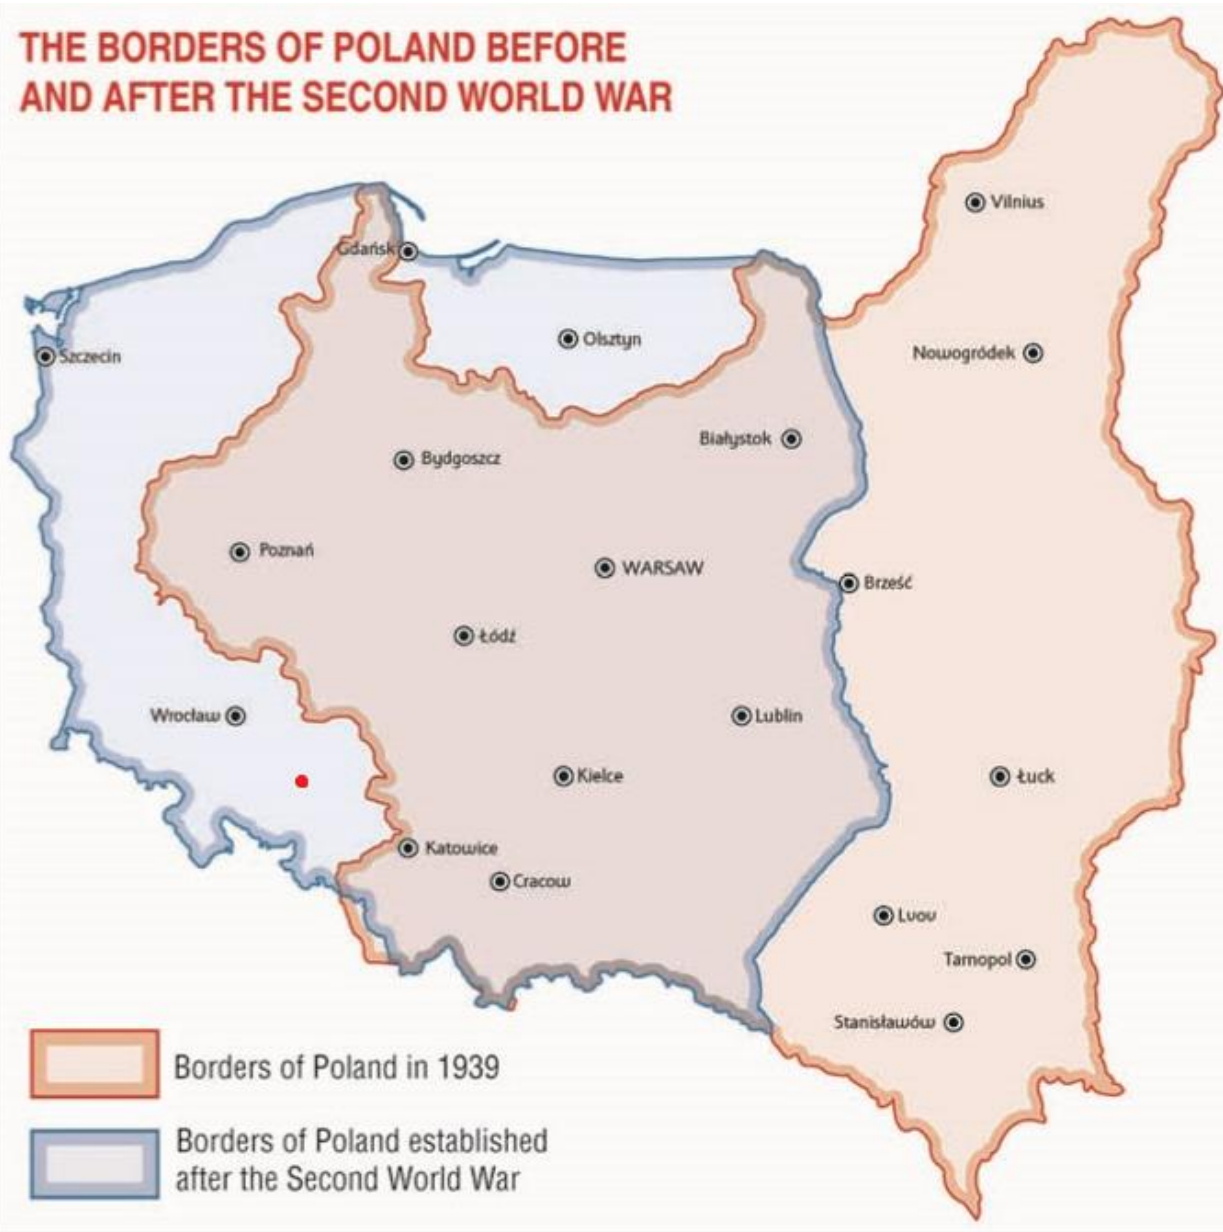 THE BORDERS OF POLAND BEFORE
AND AFTER THE SECOND WORLD WAR
Vilnius
Gdańsk
Olsztyn
Szczecin
Nowogródek
Białystok
Bydgoszcz
Poznań
WARSAW
Brześć
Łódź
Wrocław
Lublin
Kielce
Łuck
Katowice
Cracow
Lvov
Tarnopol
Stanisławów
Borders of Poland in 1939
Borders of Poland established
after the Second World War